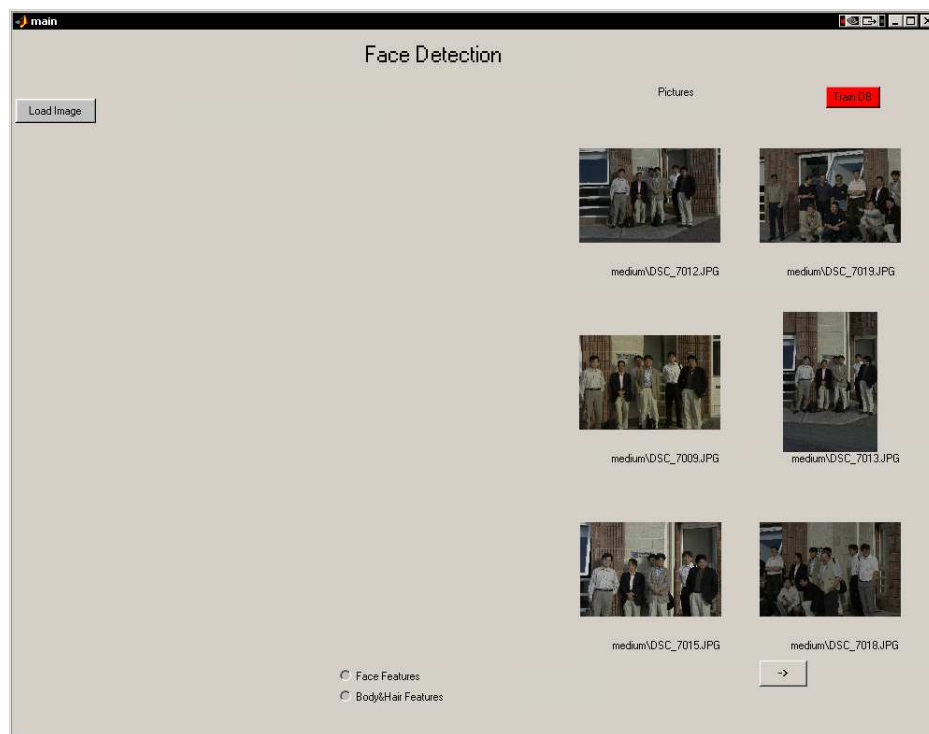 main
Face Detection
Pictures
Train DB
Load Image
medium\DSC_7012.JPG
medium\DSC_7019.JPG
medium\DSC_7009.JPG
medium\DSC_7013.JPG
medium\DSC_7015.JPG
medium\DSC_7018.JPG
->
Face Features
Body&Hair Features